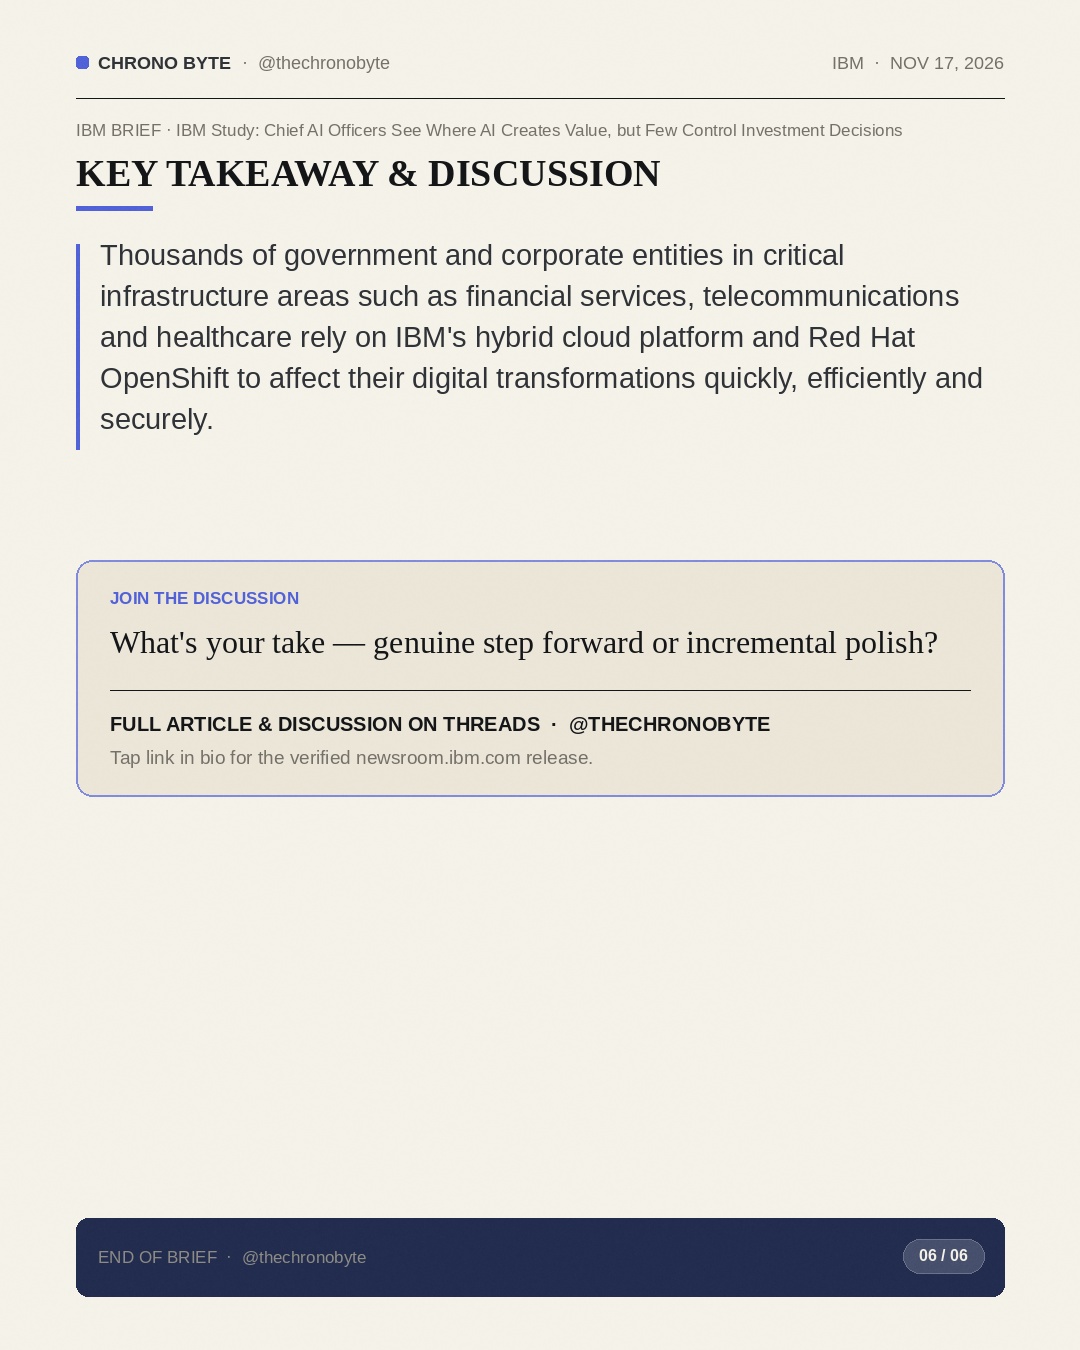 CHRONO BYTE · @thechronobyte
IBM · NOV 17, 2026
IBM BRIEF · IBM Study: Chief AI Officers See Where AI Creates Value, but Few Control Investment Decisions
KEY TAKEAWAY & DISCUSSION
Thousands of government and corporate entities in critical
infrastructure areas such as financial services, telecommunications
and healthcare rely on IBM's hybrid cloud platform and Red Hat
OpenShift to affect their digital transformations quickly, efficiently and
securely.
JOIN THE DISCUSSION
What's your take — genuine step forward or incremental polish?
FULL ARTICLE & DISCUSSION ON THREADS · @THECHRONOBYTE
Tap link in bio for the verified newsroom.ibm.com release.
END OF BRIEF · @thechronobyte
06 / 06